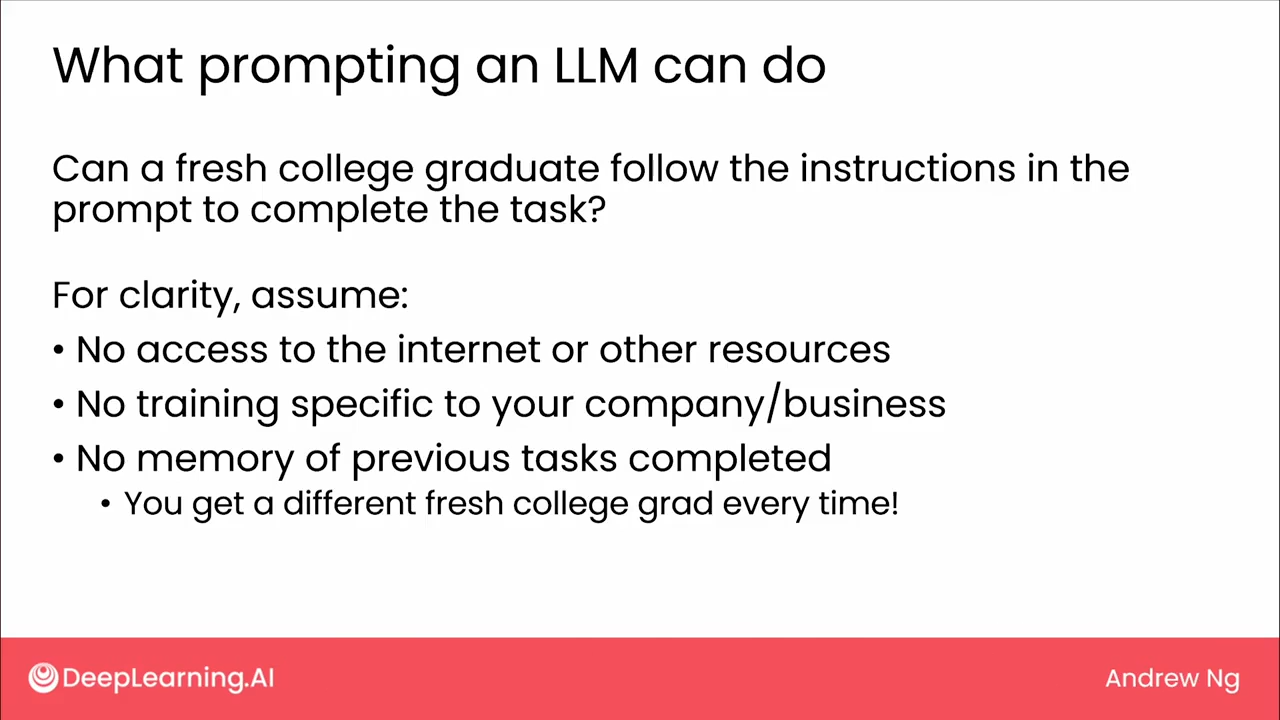 What prompting an LLM can do
Can a fresh college graduate follow the instructions in the
prompt to complete the task?
For clarity, assume:
• No access to the internet or other resources
• No training specific to your company/business
• No memory of previous tasks completed
• You get a different fresh college grad every time!
DeepLearning.AI
Andrew Ng